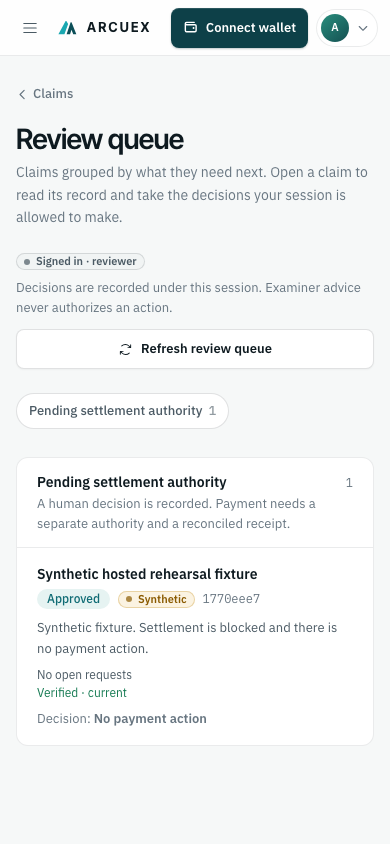 ARCUEX
Connect wallet
A
Claims
Review queue
Claims grouped by what they need next. Open a claim to
read its record and take the decisions your session is
allowed to make.
Signed in · reviewer
Decisions are recorded under this session. Examiner advice
never authorizes an action.
Refresh review queue
Pending settlement authority 1
Pending settlement authority 1
A human decision is recorded. Payment needs a
separate authority and a reconciled receipt.
Synthetic hosted rehearsal fixture
Approved Synthetic 1770eee7
Synthetic fixture. Settlement is blocked and there is
no payment action.
No open requests
Verified · current
Decision: No payment action